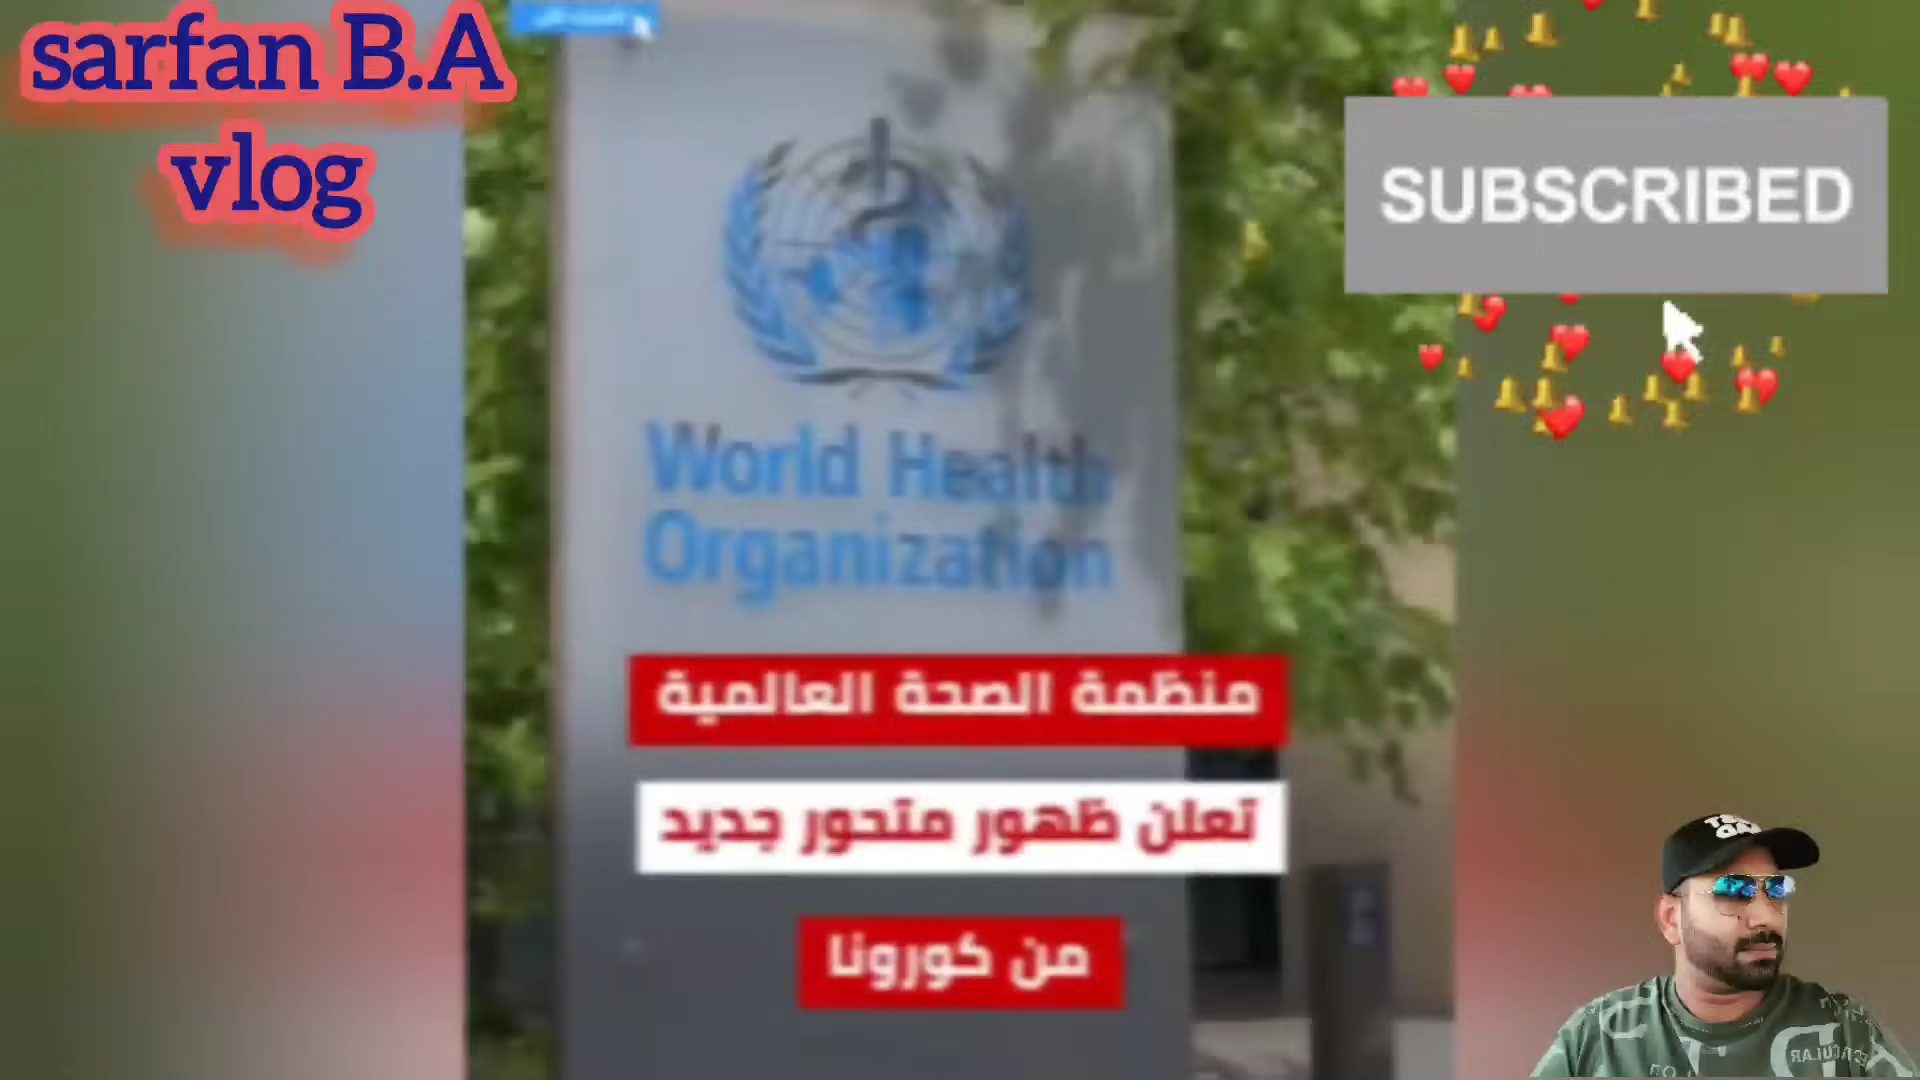 sarfan B.A
vlog
SUBSCRIBED
World Health
Organization
منظمة الصحة العالمية
تعلن ظهور متحور جديد
من كورونا